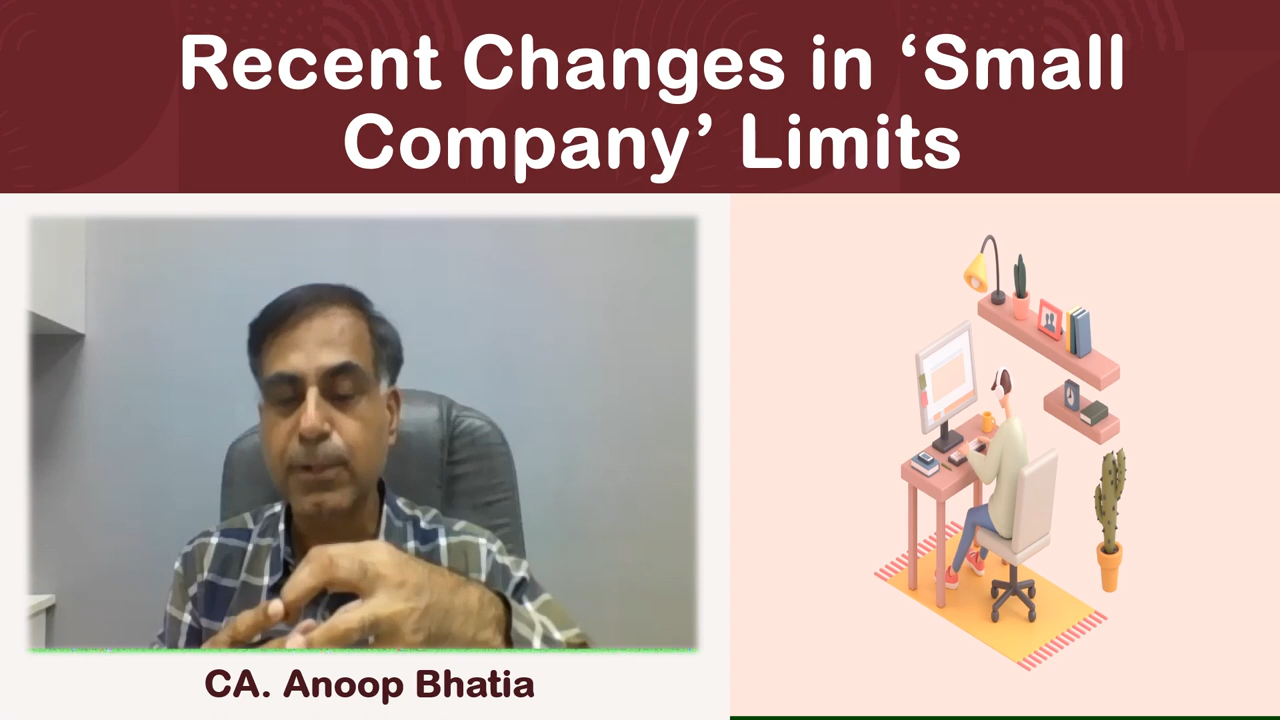 Recent Changes in ‘Small
Company’ Limits
CA. Anoop Bhatia